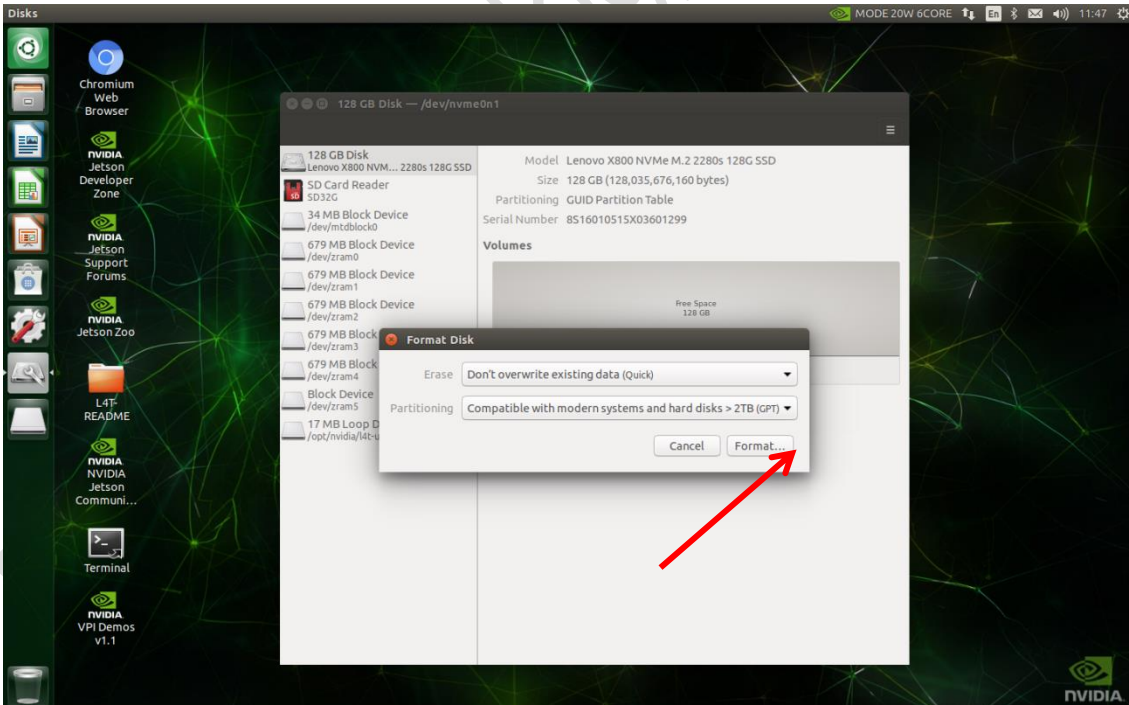 Disks
MODE 20W 6CORE
En
11:47
Chromium
Web
Browser
NVIDIA
Jetson
Developer
Zone
NVIDIA
Jetson
Support
Forums
NVIDIA
Jetson Zoo
L4T-
README
NVIDIA
NVIDIA
Jetson
Communi...
>_
Terminal
NVIDIA
VPI Demos
v1.1
128 GB Disk — /dev/nvme0n1
128 GB Disk
Lenovo X800 NVM... 2280s 128G SSD
SD
SD Card Reader
SD32G
34 MB Block Device
/dev/mtdblock0
679 MB Block Device
/dev/zram0
679 MB Block Device
/dev/zram1
679 MB Block Device
/dev/zram2
679 MB Block
/dev/zram3
679 MB Block
/dev/zram4
Block Device
/dev/zram5
17 MB Loop D
/opt/nvidia/l4t-u
Model Lenovo X800 NVMe M.2 2280s 128G SSD
Size 128 GB (128,035,676,160 bytes)
Partitioning GUID Partition Table
Serial Number 8S16010515X03601299
Volumes
Free Space
128 GB
Format Disk
Erase Don't overwrite existing data (Quick)
Partitioning Compatible with modern systems and hard disks > 2TB (GPT)
Cancel Format...
NVIDIA.